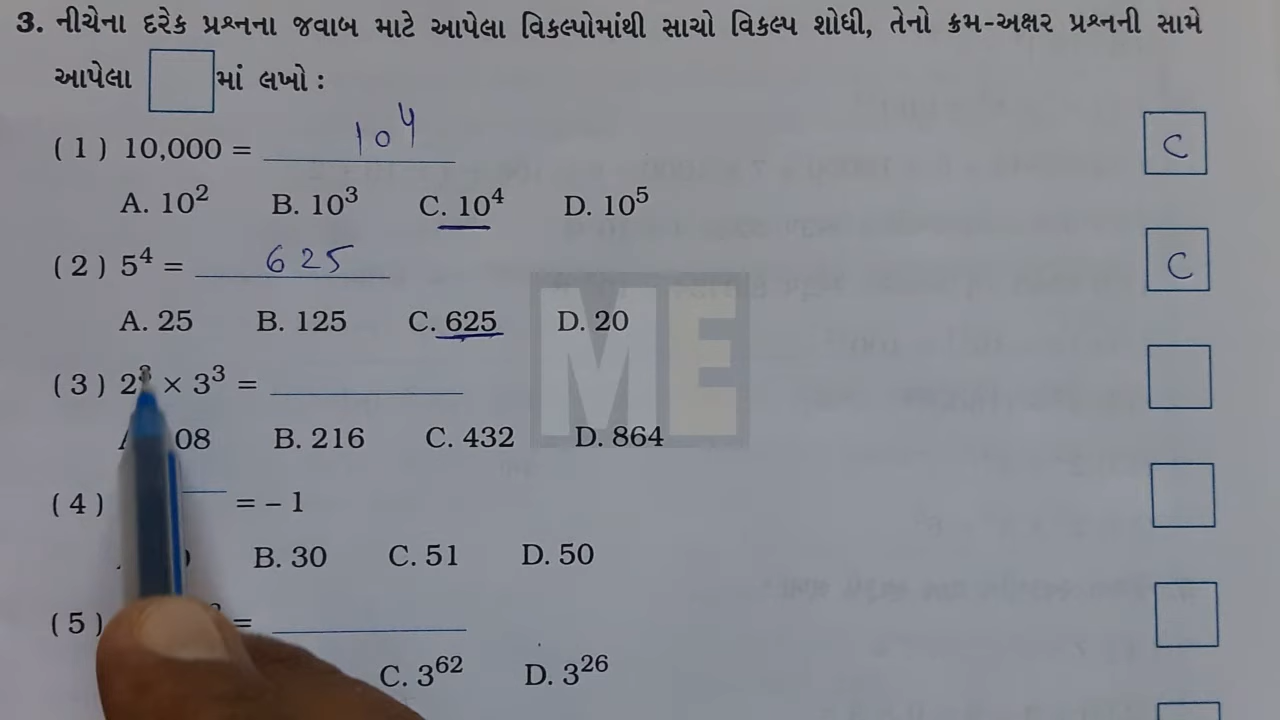 3. નીચેના દરેક પ્રશ્નના જવાબ માટે આપેલા વિકલ્પોમાંથી સાચો વિકલ્પ શોધી, તેનો ક્રમ-અક્ષર પ્રશ્નની સામે
આપેલા માં લખો :
( 1 ) 10,000 = 10⁴ C
A. 10² B. 10³ C. 10⁴ D. 10⁵
( 2 ) 5⁴ = 625 C
A. 25 B. 125 C. 625 D. 20
( 3 ) 2³ × 3³ =
08 B. 216 C. 432 D. 864
( 4 ) = – 1
B. 30 C. 51 D. 50
( 5 ) =
C. 3⁶² D. 3²⁶
ME